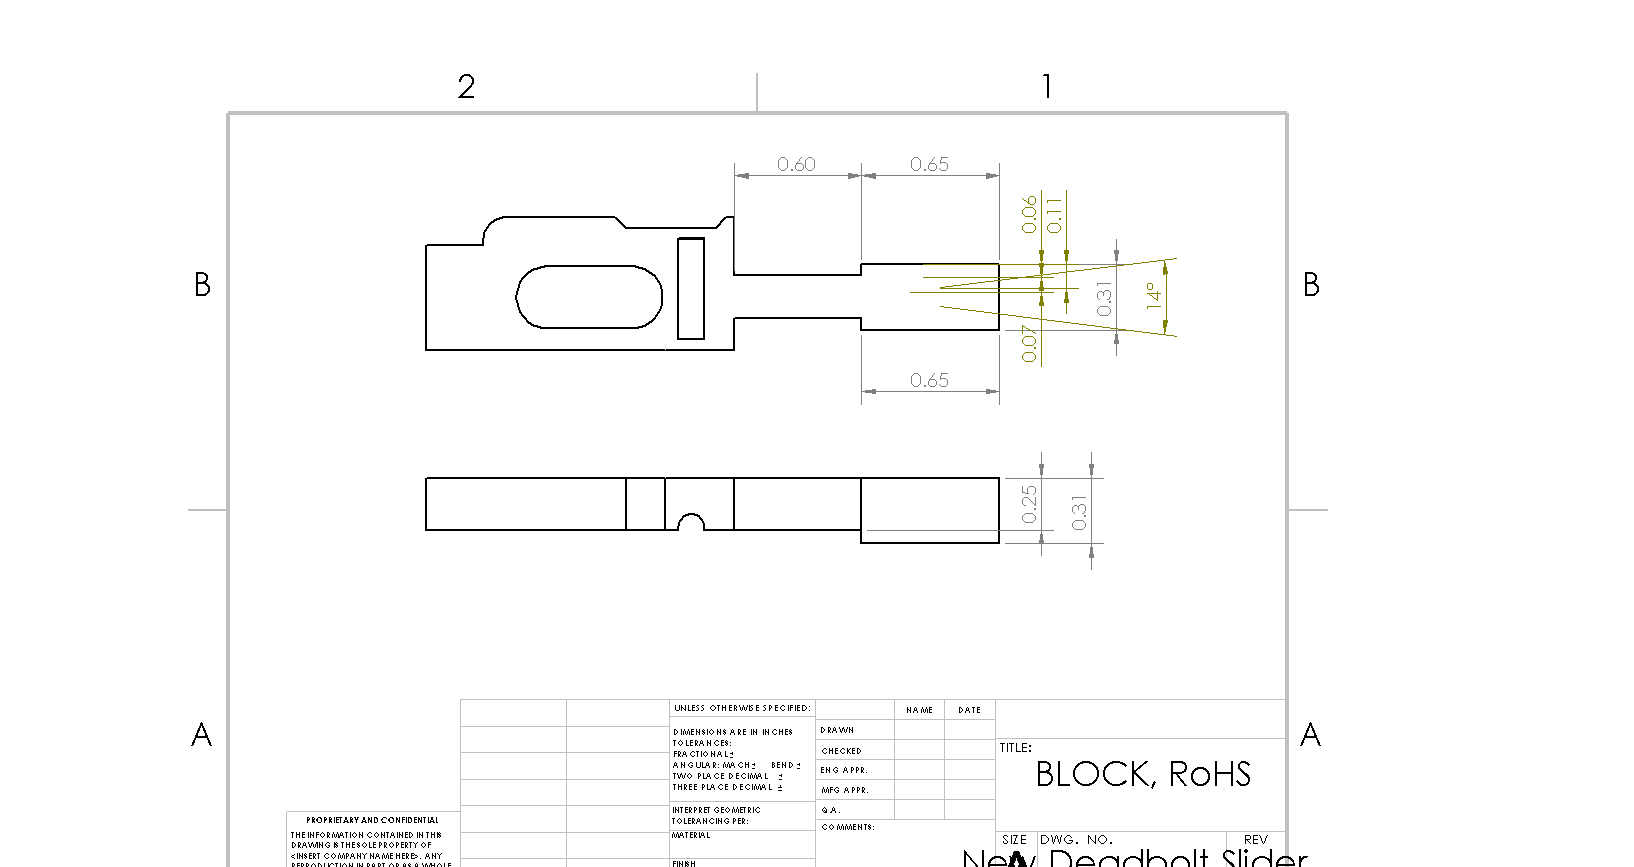 2 1
0.60 0.65
0.06 0.11
B B
0.31 14°
0.07
0.65
0.25 0.31
A A
UNLESS OTHERWISE SPECIFIED:
NAME DATE
DIMENSIONS ARE IN INCHES
TOLERANCES:
FRACTIONAL±
ANGULAR: MACH± BEND ±
TWO PLACE DECIMAL ±
THREE PLACE DECIMAL ±
DRAWN
CHECKED
ENG APPR.
MFG APPR.
Q.A.
COMMENTS:
INTERPRET GEOMETRIC
TOLERANCING PER:
MATERIAL
FINISH
TITLE:
BLOCK, RoHS
SIZE DWG. NO. REV
A New Deadbolt Slider
PROPRIETARY AND CONFIDENTIAL
THE INFORMATION CONTAINED IN THIS
DRAWING IS THE SOLE PROPERTY OF
<INSERT COMPANY NAME HERE>. ANY
REPRODUCTION IN PART OR AS A WHOLE